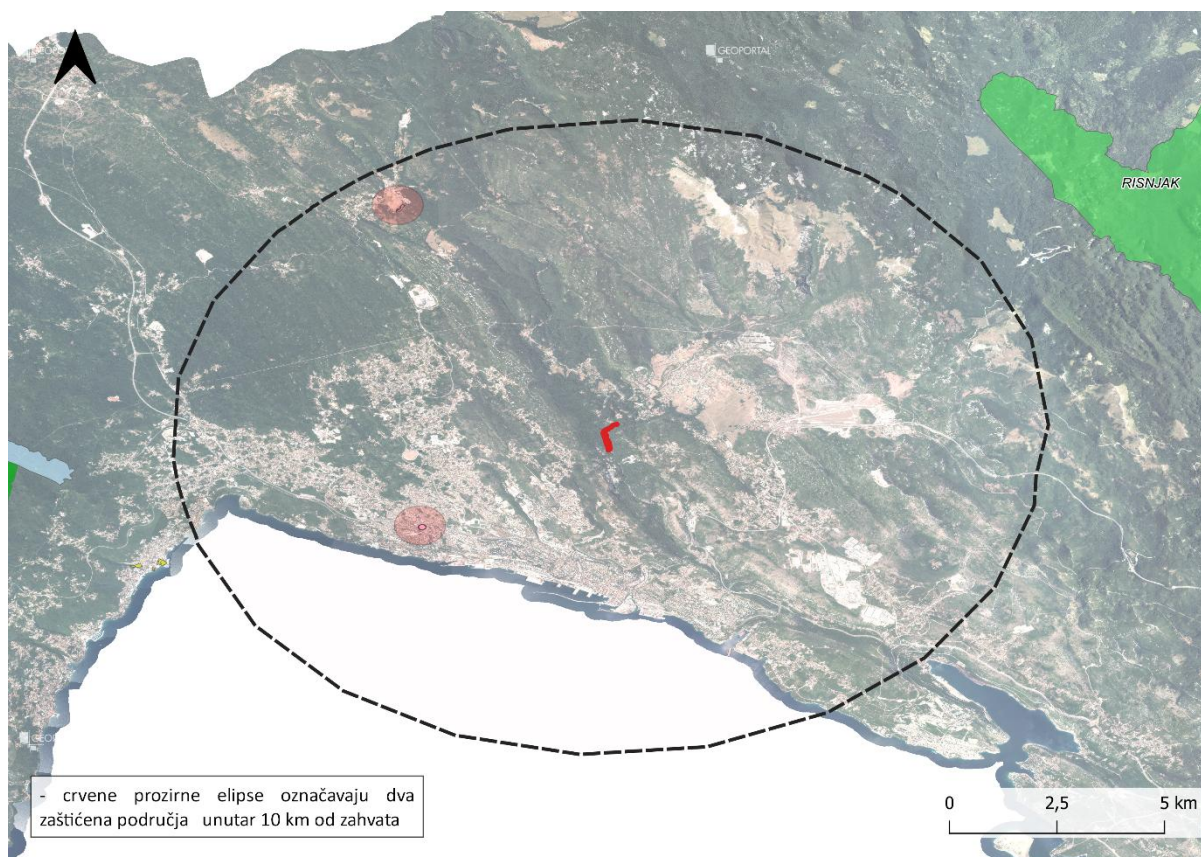 GEOPORTAL
RISNJAK
- crvene prozirne elipse označavaju dva
zaštićena područja unutar 10 km od zahvata
0 2,5 5 km